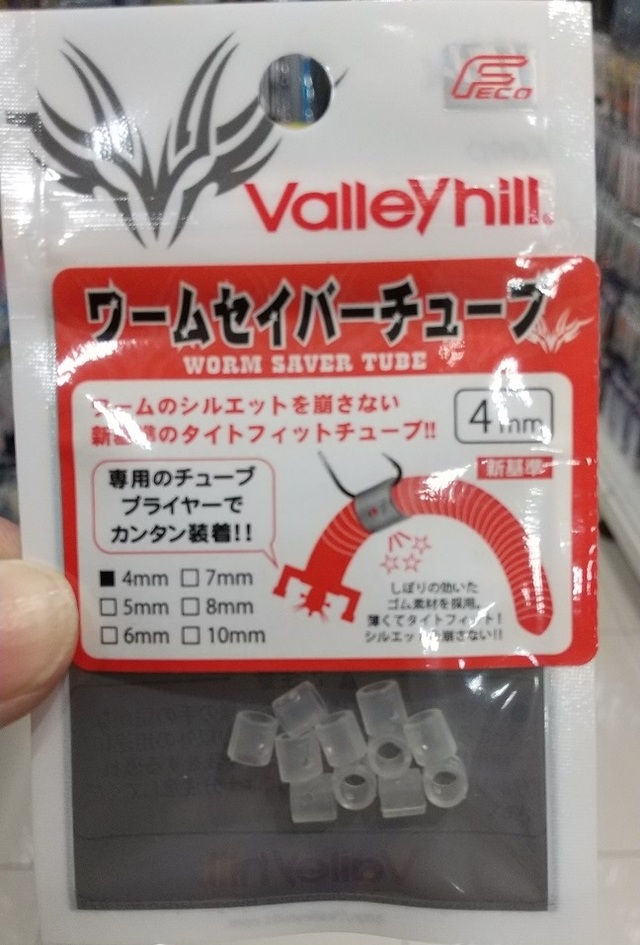 FECO
Valleyhill
ワームセイバーチューブ
WORM SAVER TUBE
ワームのシルエットを崩さない
新基準のタイトフィットチューブ!!
4mm
新基準
専用のチューブ
プライヤーで
カンタン装着!!
■4mm □7mm
□5mm □8mm
□6mm □10mm
しぼりの効いた
ゴム素材を採用。
薄くてタイトフィット!
シルエットを崩さない!!
Valleyhill